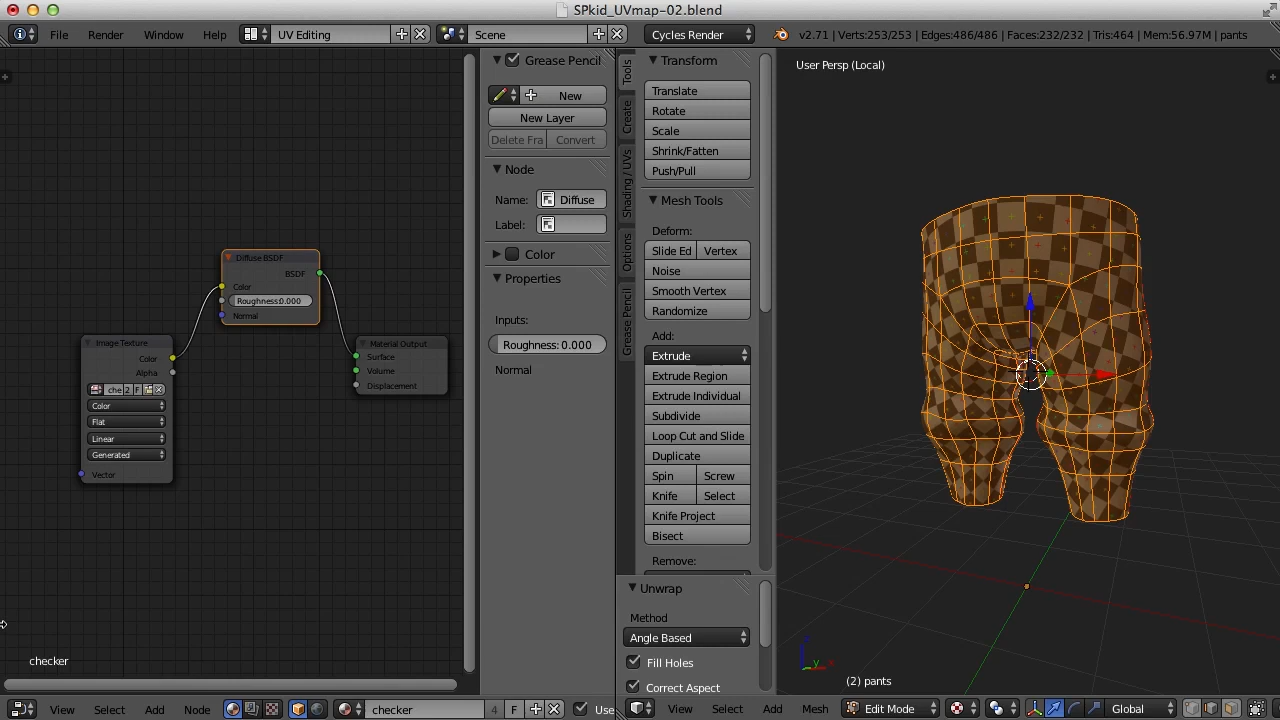 SPkid_UVmap-02.blend
File Render Window Help UV Editing Scene Cycles Render v2.71 | Verts:253/253 | Edges:486/486 | Faces:232/232 | Tris:464 | Mem:56.97M | pants
Diffuse BSDF
BSDF
Color
Roughness:0.000
Normal
Image Texture
Color
Alpha
che 2 F
Color
Flat
Linear
Generated
Vector
Material Output
Surface
Volume
Displacement
checker
Grease Pencil
New
New Layer
Delete Fra Convert
Node
Name: Diffuse
Label:
Color
Properties
Inputs:
Roughness: 0.000
Normal
Tools
Create
Shading / UVs
Options
Grease Pencil
Transform
Translate
Rotate
Scale
Shrink/Fatten
Push/Pull
Mesh Tools
Deform:
Slide Ed Vertex
Noise
Smooth Vertex
Randomize
Add:
Extrude
Extrude Region
Extrude Individual
Subdivide
Loop Cut and Slide
Duplicate
Spin Screw
Knife Select
Knife Project
Bisect
Remove:
Unwrap
Method
Angle Based
Fill Holes
Correct Aspect
User Persp (Local)
(2) pants
View Select Add Node checker 4 F Use
View Select Add Mesh Edit Mode Global